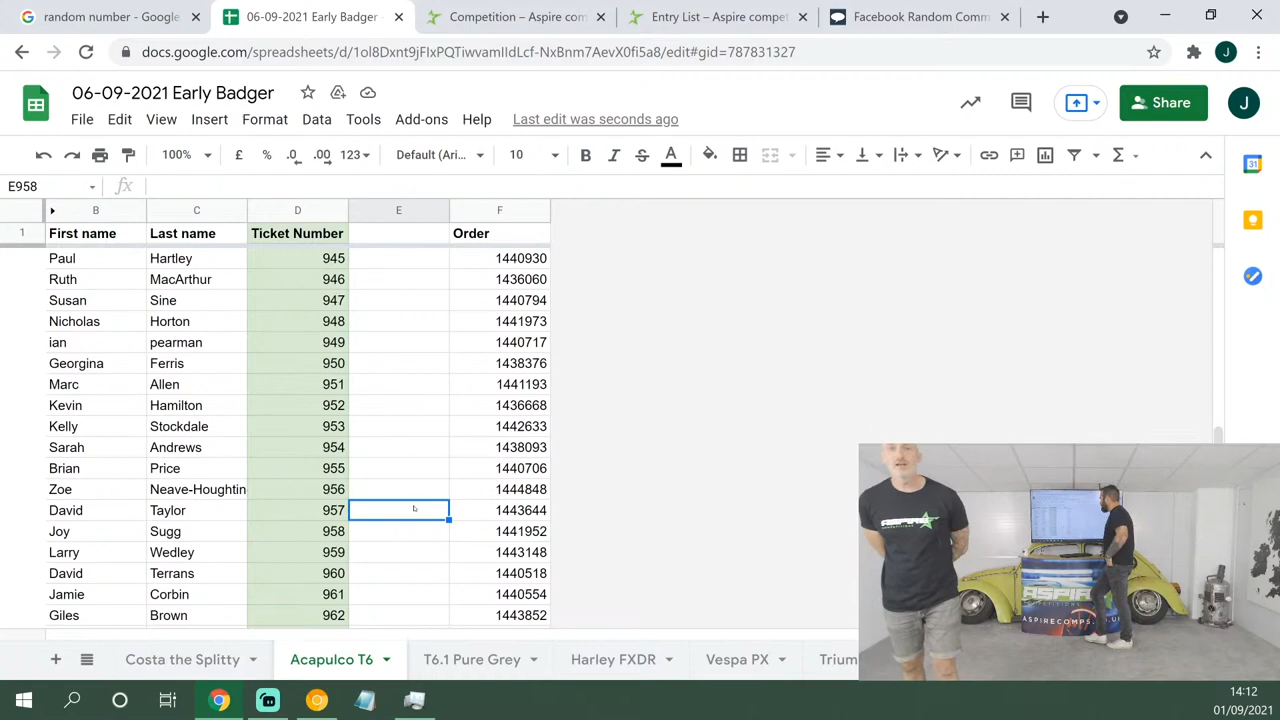 random number - Google
06-09-2021 Early Badger -
Competition – Aspire com
Entry List – Aspire compet
Facebook Random Comm
docs.google.com/spreadsheets/d/1ol8Dxnt9jFIxPQTiwvamIIdLcf-NxBnm7AevX0fi5a8/edit#gid=787831327
06-09-2021 Early Badger
File Edit View Insert Format Data Tools Add-ons Help Last edit was seconds ago
Share
J
100% £ % .0 .00 123 Default (Ari... 10 B I S A
E958 fx
B C D E F
1 First name Last name Ticket Number Order
Paul Hartley 945 1440930
Ruth MacArthur 946 1436060
Susan Sine 947 1440794
Nicholas Horton 948 1441973
ian pearman 949 1440717
Georgina Ferris 950 1438376
Marc Allen 951 1441193
Kevin Hamilton 952 1436668
Kelly Stockdale 953 1442633
Sarah Andrews 954 1438093
Brian Price 955 1440706
Zoe Neave-Houghtin 956 1444848
David Taylor 957 1443644
Joy Sugg 958 1441952
Larry Wedley 959 1443148
David Terrans 960 1440518
Jamie Corbin 961 1440554
Giles Brown 962 1443852
ASPIRE
ASPIRE
ASPIRECOMPS.CO.UK
Costa the Splitty Acapulco T6 T6.1 Pure Grey Harley FXDR Vespa PX Trium
14:12
01/09/2021